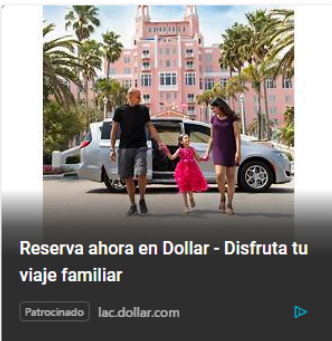 Reserva ahora en Dollar - Disfruta tu
viaje familiar
Patrocinado lac.dollar.com